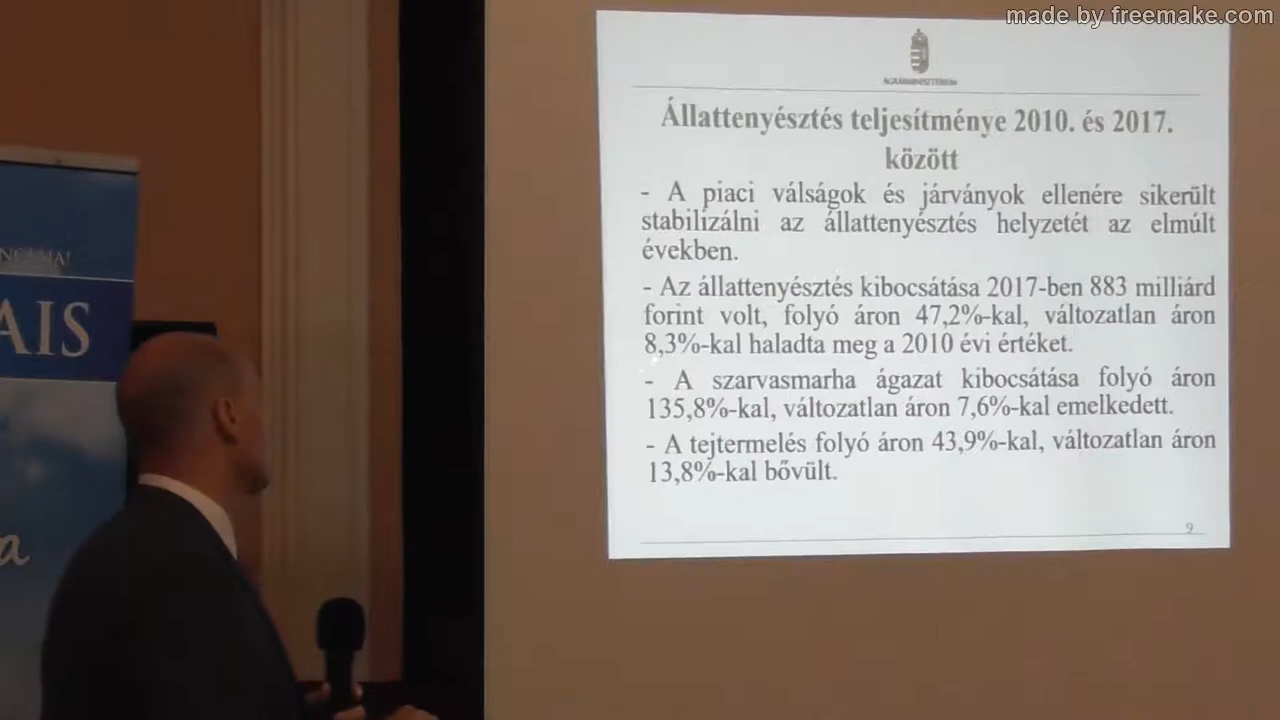 made by freemake.com
AGRÁRMINISZTÉRIUM
Állattenyésztés teljesítménye 2010. és 2017.
között
- A piaci válságok és járványok ellenére sikerült
stabilizálni az állattenyésztés helyzetét az elmúlt
években.
- Az állattenyésztés kibocsátása 2017-ben 883 milliárd
forint volt, folyó áron 47,2%-kal, változatlan áron
8,3%-kal haladta meg a 2010 évi értéket.
- A szarvasmarha ágazat kibocsátása folyó áron
135,8%-kal, változatlan áron 7,6%-kal emelkedett.
- A tejtermelés folyó áron 43,9%-kal, változatlan áron
13,8%-kal bővült.
9
AIS
a